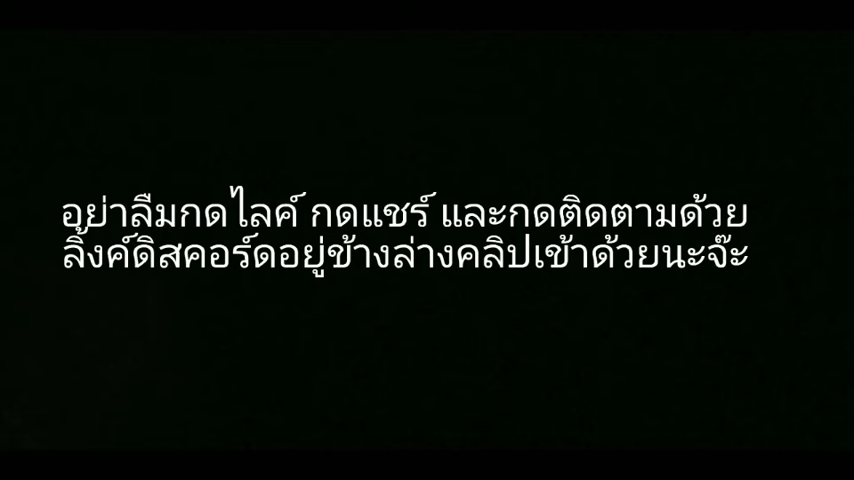 อย่าลืมกดไลค์ กดแชร์ และกดติดตามด้วย
ลิ้งค์ดิสคอร์ดอยู่ข้างล่างคลิปเข้าด้วยนะจ๊ะ